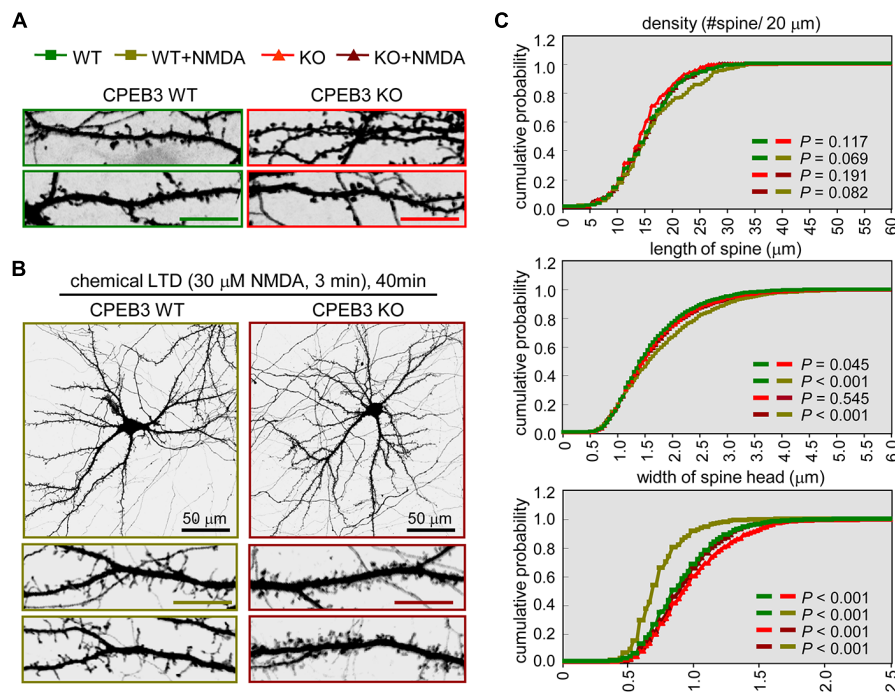 A
WT WT+NMDA KO KO+NMDA
CPEB3 WT CPEB3 KO
B
chemical LTD (30 μM NMDA, 3 min), 40min
CPEB3 WT CPEB3 KO
50 μm 50 μm
C
density (#spine/ 20 μm)
cumulative probability
1.2
1.0
0.8
0.6
0.4
0.2
0.0
P = 0.117
P = 0.069
P = 0.191
P = 0.082
0 5 10 15 20 25 30 35 40 45 50 55 60
length of spine (μm)
cumulative probability
1.2
1.0
0.8
0.6
0.4
0.2
0.0
P = 0.045
P < 0.001
P = 0.545
P < 0.001
0 0.5 1.0 1.5 2.0 2.5 3.0 3.5 4.0 4.5 5.0 5.5 6.0
width of spine head (μm)
cumulative probability
1.2
1.0
0.8
0.6
0.4
0.2
0.0
P < 0.001
P < 0.001
P < 0.001
P < 0.001
0 0.5 1.0 1.5 2.0 2.5